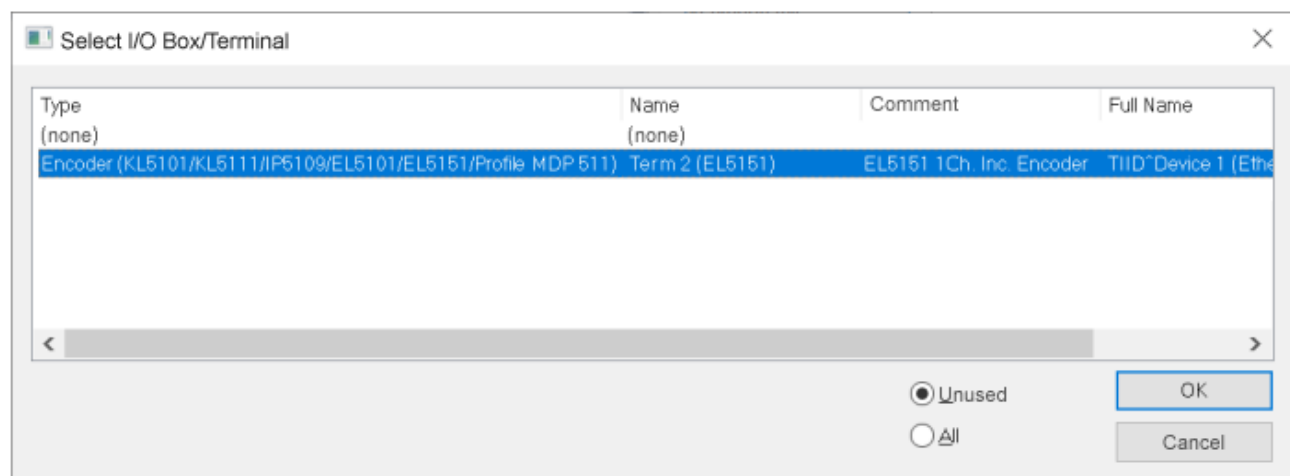 Select I/O Box/Terminal
Type Name Comment Full Name
(none) (none)
Encoder (KL5101/KL5111/IP5109/EL5101/EL5151/Profile MDP 511) Term 2 (EL5151) EL5151 1Ch. Inc. Encoder TIID^Device 1 (Ethe
Unused
OK
All
Cancel